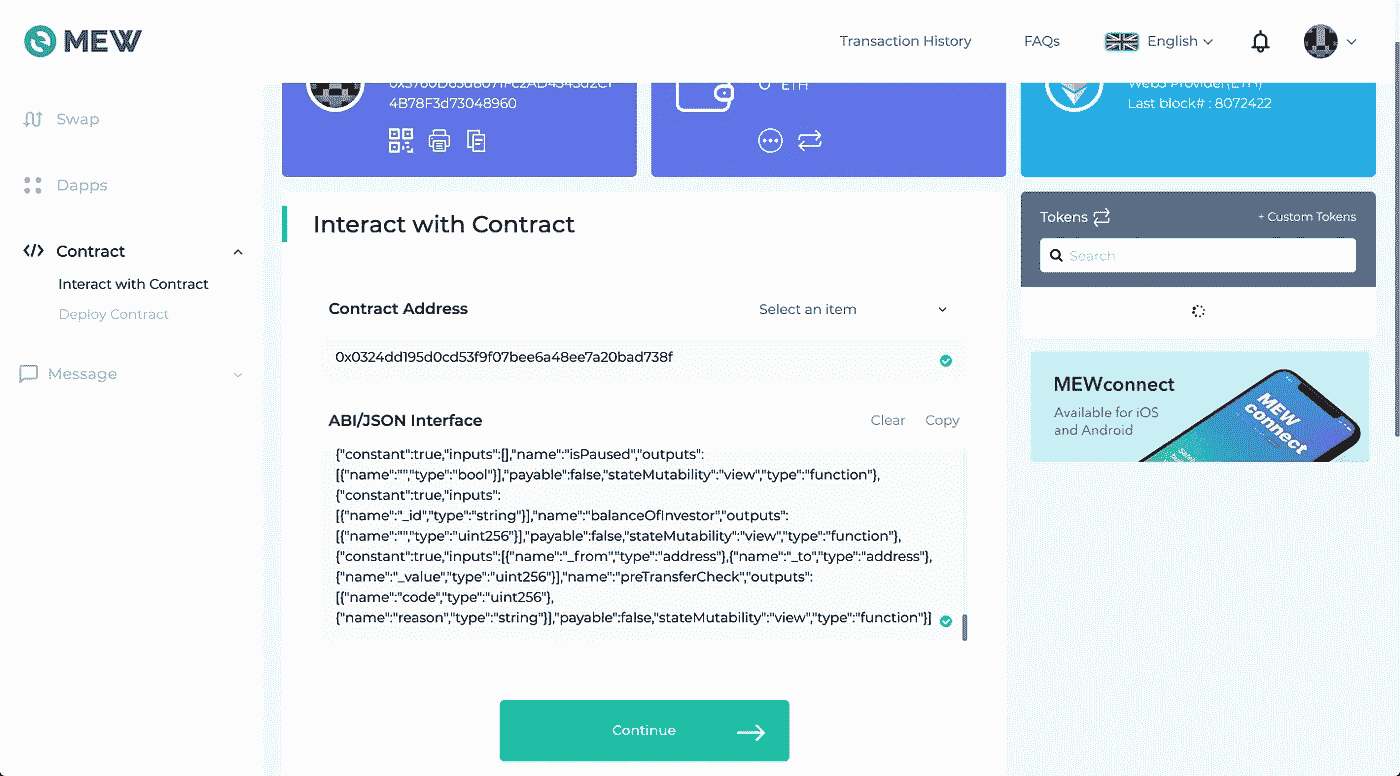 MEW
Transaction History
FAQs
English
Swap
Dapps
Contract
Interact with Contract
Deploy Contract
Message
4B78F3d73048960
0 ETH
Web3 Provider(ETH)
Last block# : 8072422
Interact with Contract
Contract Address
Select an item
0x0324dd195d0cd53f9f07bee6a48ee7a20bad738f
ABI/JSON Interface
Clear
Copy
{"constant":true,"inputs":[],"name":"isPaused","outputs":
[{"name":"","type":"bool"}],"payable":false,"stateMutability":"view","type":"function"},
{"constant":true,"inputs":
[{"name":"_id","type":"string"}],"name":"balanceOfInvestor","outputs":
[{"name":"","type":"uint256"}],"payable":false,"stateMutability":"view","type":"function"},
{"constant":true,"inputs":[{"name":"_from","type":"address"},{"name":"_to","type":"address"},
{"name":"_value","type":"uint256"}],"name":"preTransferCheck","outputs":
[{"name":"code","type":"uint256"},
{"name":"reason","type":"string"}],"payable":false,"stateMutability":"view","type":"function"}]
Continue
Tokens
+ Custom Tokens
Search
MEWconnect
Available for iOS
and Android
MEW
connect